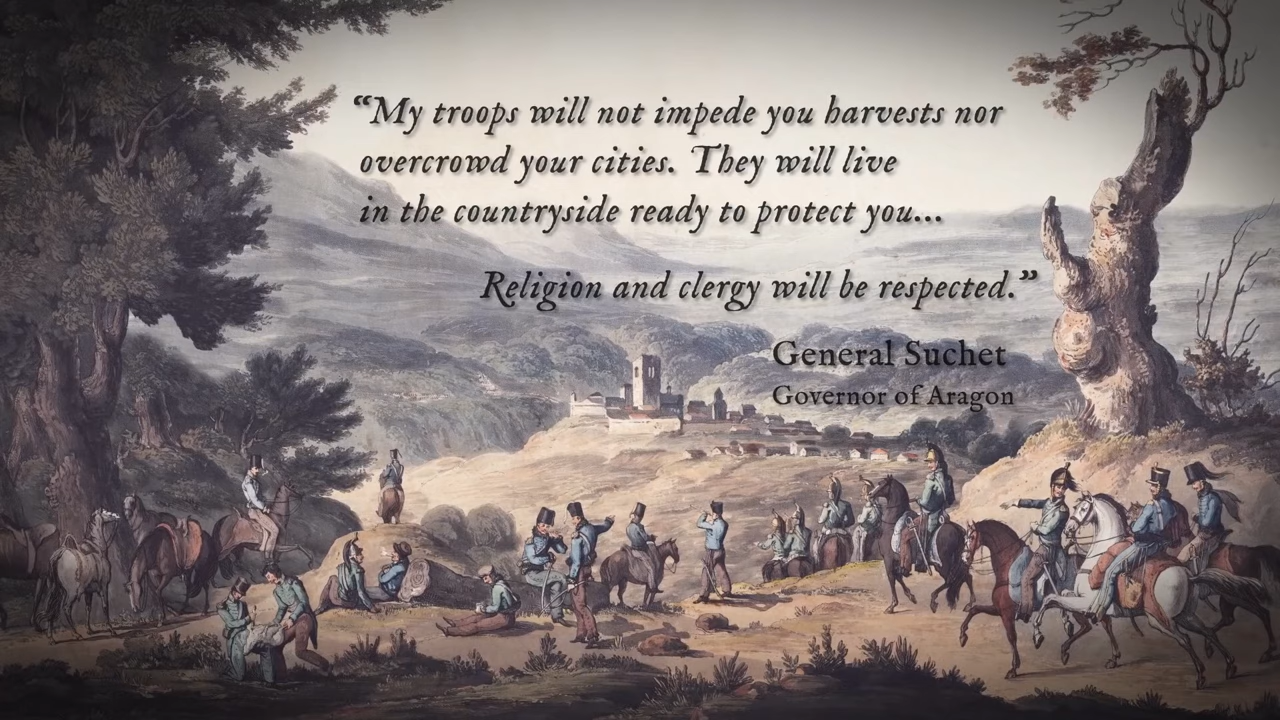 “My troops will not impede you harvests nor
overcrowd your cities. They will live
in the countryside ready to protect you...
Religion and clergy will be respected.”
General Suchet
Governor of Aragon